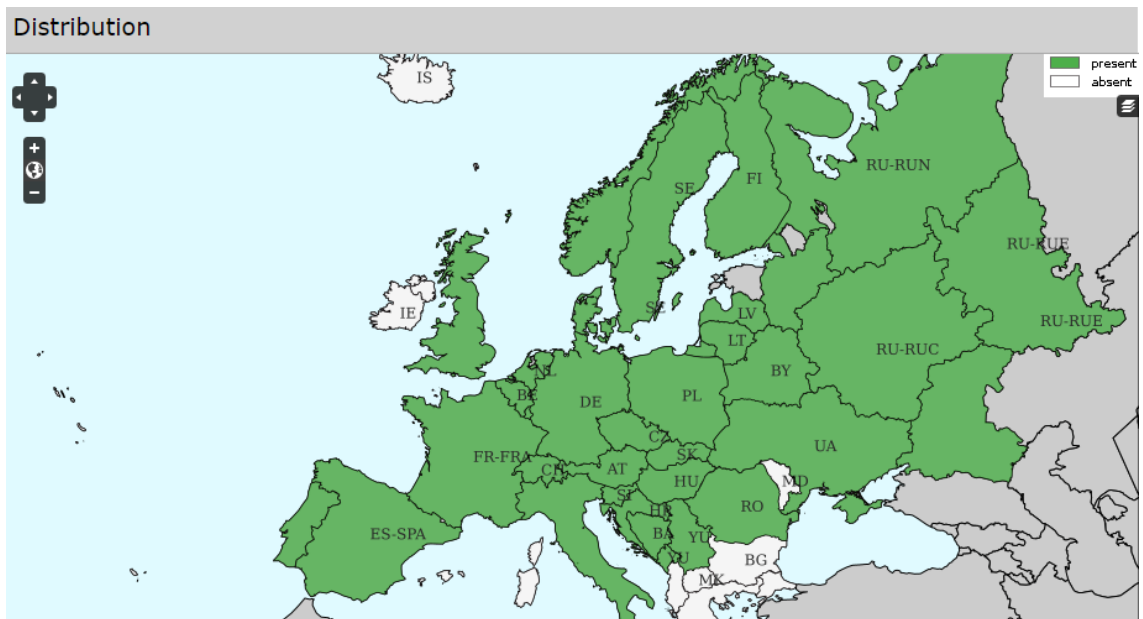 Distribution
present
absent
IS
RU-RUN
SE
FI
RU-RUE
IE
SE
LV
RU-RUE
LT
RU-RUC
NL
BY
BE
DE
PL
CZ
UA
FR-FRA
SK
CH
AT
HU
MD
SI
RO
HR
ES-SPA
BA
YU
YU
BG
MK